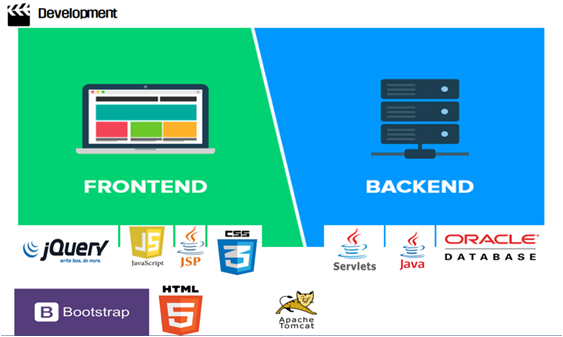 Development
FRONTEND
BACKEND
jQuery
write less, do more.
JS
JavaScript
JSP
CSS
3
Servlets
Java
ORACLE
DATABASE
B Bootstrap
HTML
5
Apache
Tomcat